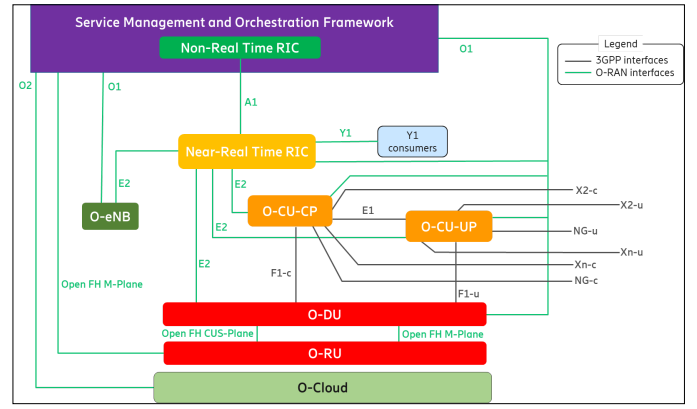 Service Management and Orchestration Framework
Non-Real Time RIC
O1
Legend
3GPP interfaces
O-RAN interfaces
O2
O1
A1
Y1
Y1
consumers
Near-Real Time RIC
E2
E2
X2-c
O-CU-CP
E1
X2-u
O-eNB
O-CU-UP
E2
NG-u
Xn-u
E2
Xn-c
F1-c
NG-c
Open FH M-Plane
F1-u
O-DU
Open FH CUS-Plane
Open FH M-Plane
O-RU
O-Cloud